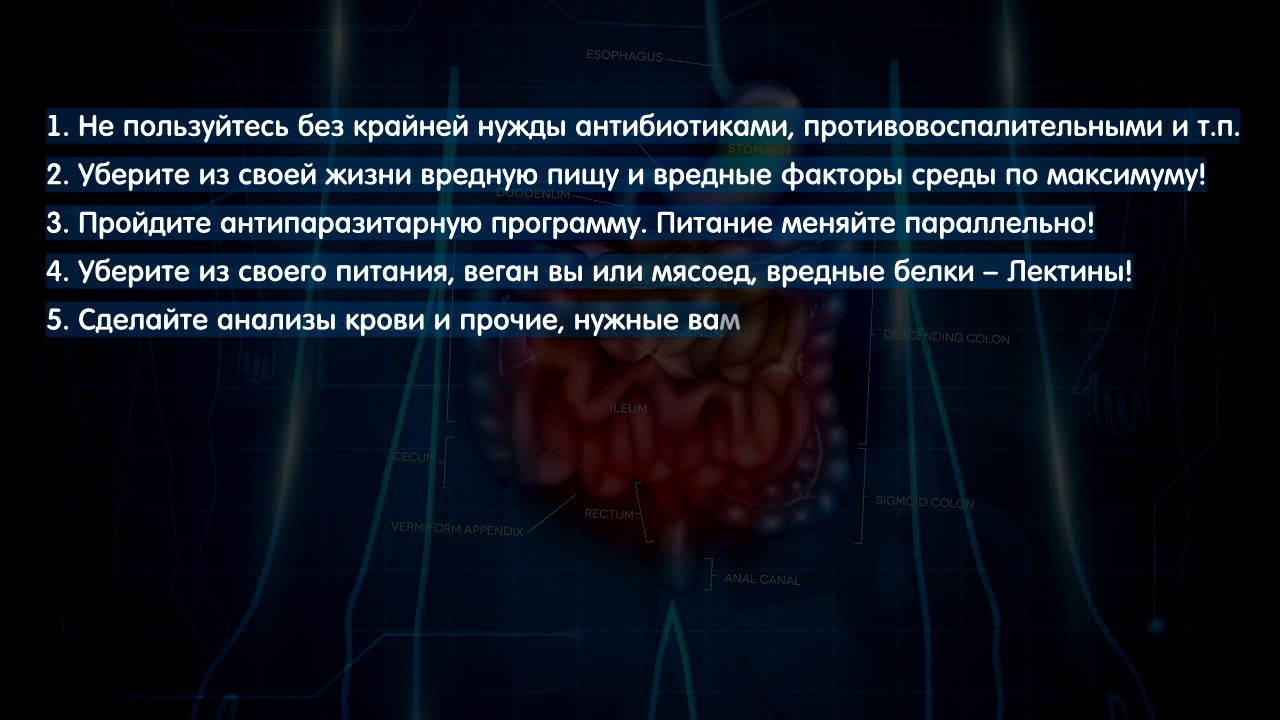 ESOPHAGUS
1. Не пользуйтесь без крайней нужды антибиотиками, противовоспалительными и т.п.
STOMACH
2. Уберите из своей жизни вредную пищу и вредные факторы среды по максимуму!
DUODENUM
3. Пройдите антипаразитарную программу. Питание меняйте параллельно!
4. Уберите из своего питания, веган вы или мясоед, вредные белки – Лектины!
5. Сделайте анализы крови и прочие, нужные вам
DESCENDING COLON
ILEUM
CECUM
SIGMOID COLON
RECTUM
VERMIFORM APPENDIX
ANAL CANAL